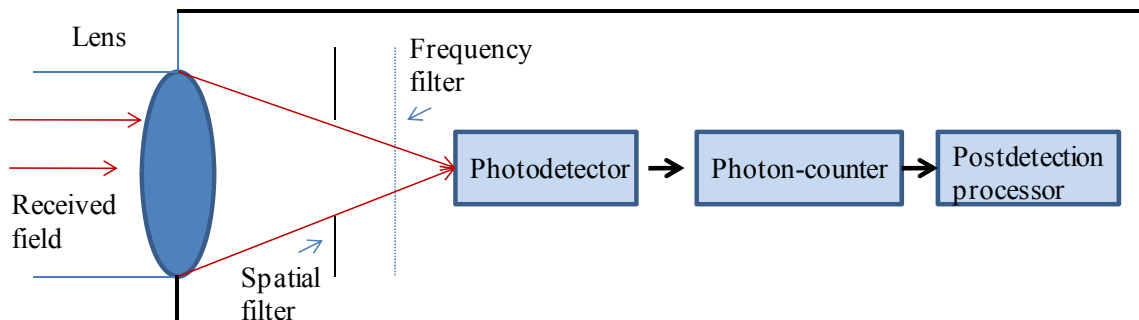 Lens
Frequency
filter
Photodetector
Photon-counter
Postdetection
processor
Received
field
Spatial
filter